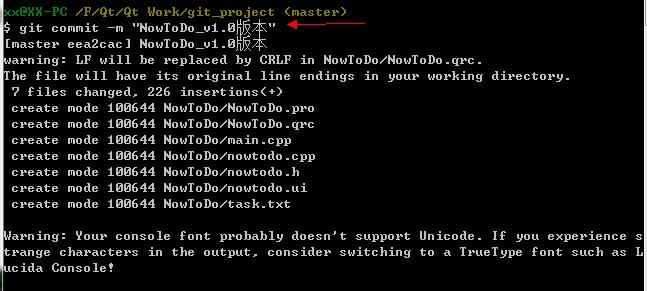 xx@XX-PC /F/Qt/Qt Work/git_project (master)
$ git commit -m "NowToDo_v1.0版本"
[master eea2cac] NowToDo_v1.0版本
warning: LF will be replaced by CRLF in NowToDo/NowToDo.qrc.
The file will have its original line endings in your working directory.
 7 files changed, 226 insertions(+)
 create mode 100644 NowToDo/NowToDo.pro
 create mode 100644 NowToDo/NowToDo.qrc
 create mode 100644 NowToDo/main.cpp
 create mode 100644 NowToDo/nowtodo.cpp
 create mode 100644 NowToDo/nowtodo.h
 create mode 100644 NowToDo/nowtodo.ui
 create mode 100644 NowToDo/task.txt
Warning: Your console font probably doesn't support Unicode. If you experience s
trange characters in the output, consider switching to a TrueType font such as L
ucida Console!